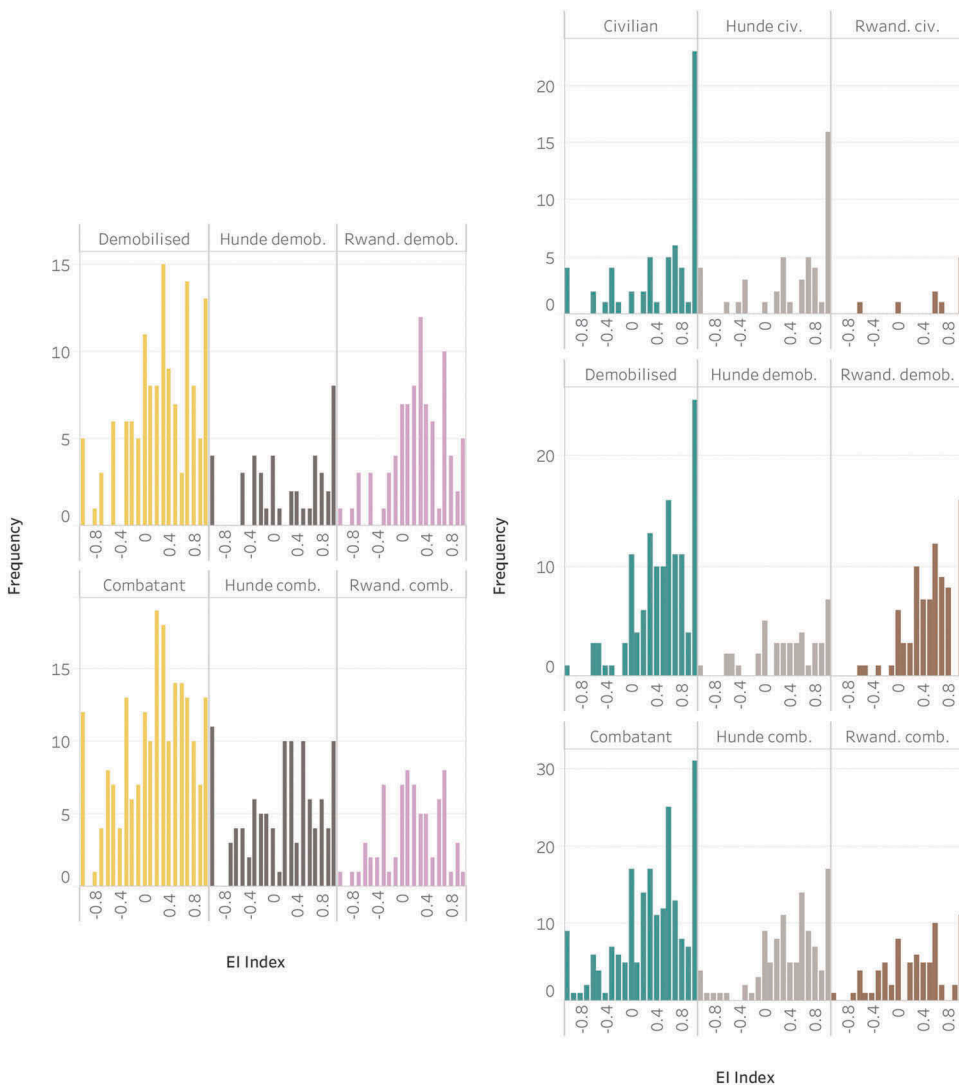 Civilian Hunde civ. Rwand. civ.
20
15
10
5
0
-0.8 -0.4 0 0.4 0.8 -0.8 -0.4 0 0.4 0.8 -0.8 -0.4 0 0.4 0.8
Demobilised Hunde demob. Rwand. demob.
15
10
5
0
-0.8 -0.4 0 0.4 0.8 -0.8 -0.4 0 0.4 0.8 -0.8 -0.4 0 0.4 0.8
Combatant Hunde comb. Rwand. comb.
15
10
5
0
-0.8 -0.4 0 0.4 0.8 -0.8 -0.4 0 0.4 0.8 -0.8 -0.4 0 0.4 0.8
Frequency
EI Index
Demobilised Hunde demob. Rwand. demob.
20
10
0
-0.8 -0.4 0 0.4 0.8 -0.8 -0.4 0 0.4 0.8 -0.8 -0.4 0 0.4 0.8
Combatant Hunde comb. Rwand. comb.
30
20
10
0
-0.8 -0.4 0 0.4 0.8 -0.8 -0.4 0 0.4 0.8 -0.8 -0.4 0 0.4 0.8
Frequency
EI Index